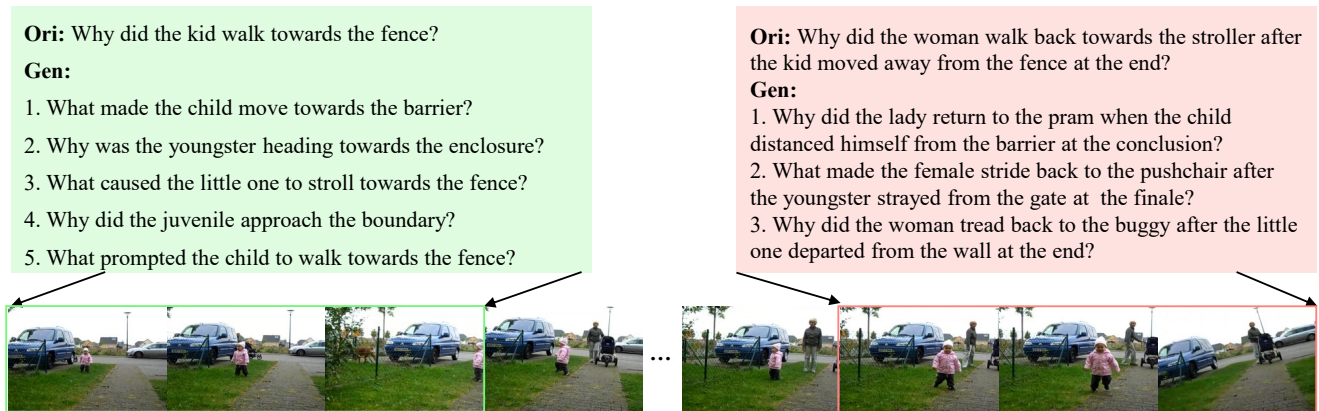 Ori: Why did the kid walk towards the fence?
Gen:
1. What made the child move towards the barrier?
2. Why was the youngster heading towards the enclosure?
3. What caused the little one to stroll towards the fence?
4. Why did the juvenile approach the boundary?
5. What prompted the child to walk towards the fence?
Ori: Why did the woman walk back towards the stroller after
the kid moved away from the fence at the end?
Gen:
1. Why did the lady return to the pram when the child
distanced himself from the barrier at the conclusion?
2. What made the female stride back to the pushchair after
the youngster strayed from the gate at the finale?
3. Why did the woman tread back to the buggy after the little
one departed from the wall at the end?
...